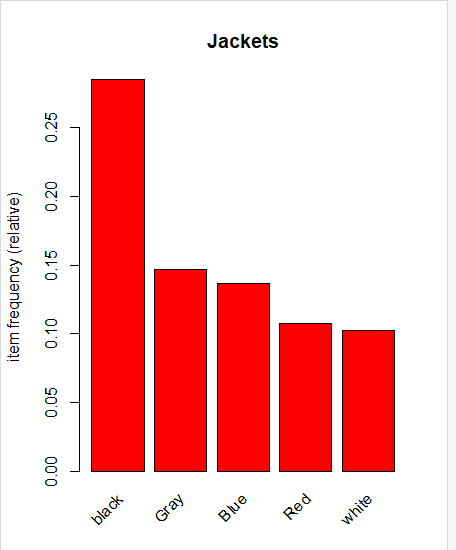 Jackets
item frequency (relative)
0.25
0.20
0.15
0.10
0.05
0.00
black
Gray
Blue
Red
white